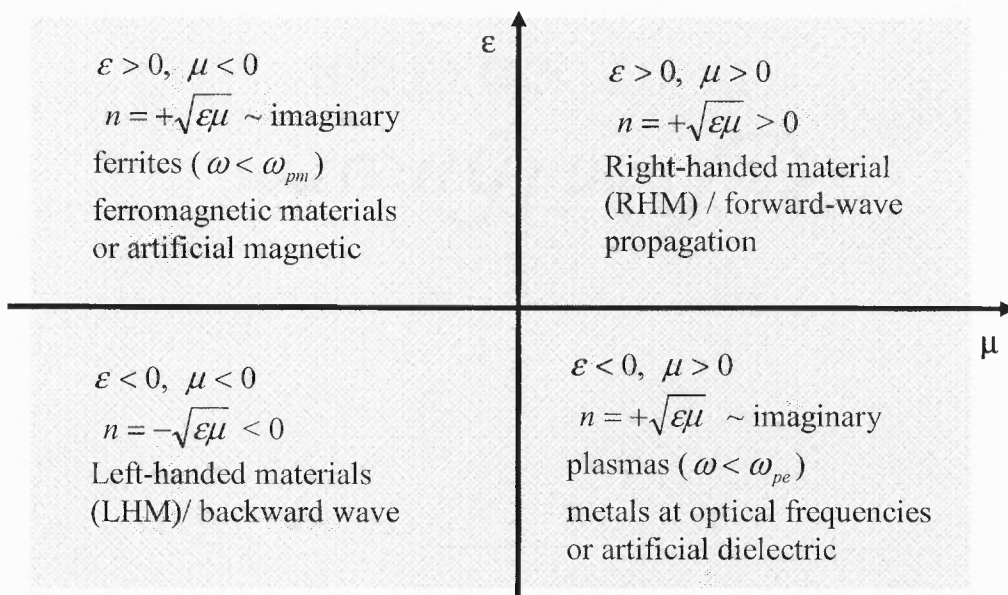 ε
ε > 0, μ < 0
n = +√εμ ~ imaginary
ferrites ( ω < ω_pm )
ferromagnetic materials
or artificial magnetic
ε > 0, μ > 0
n = +√εμ > 0
Right-handed material
(RHM) / forward-wave
propagation
μ
ε < 0, μ < 0
n = −√εμ < 0
Left-handed materials
(LHM)/ backward wave
ε < 0, μ > 0
n = +√εμ ~ imaginary
plasmas ( ω < ω_pe )
metals at optical frequencies
or artificial dielectric